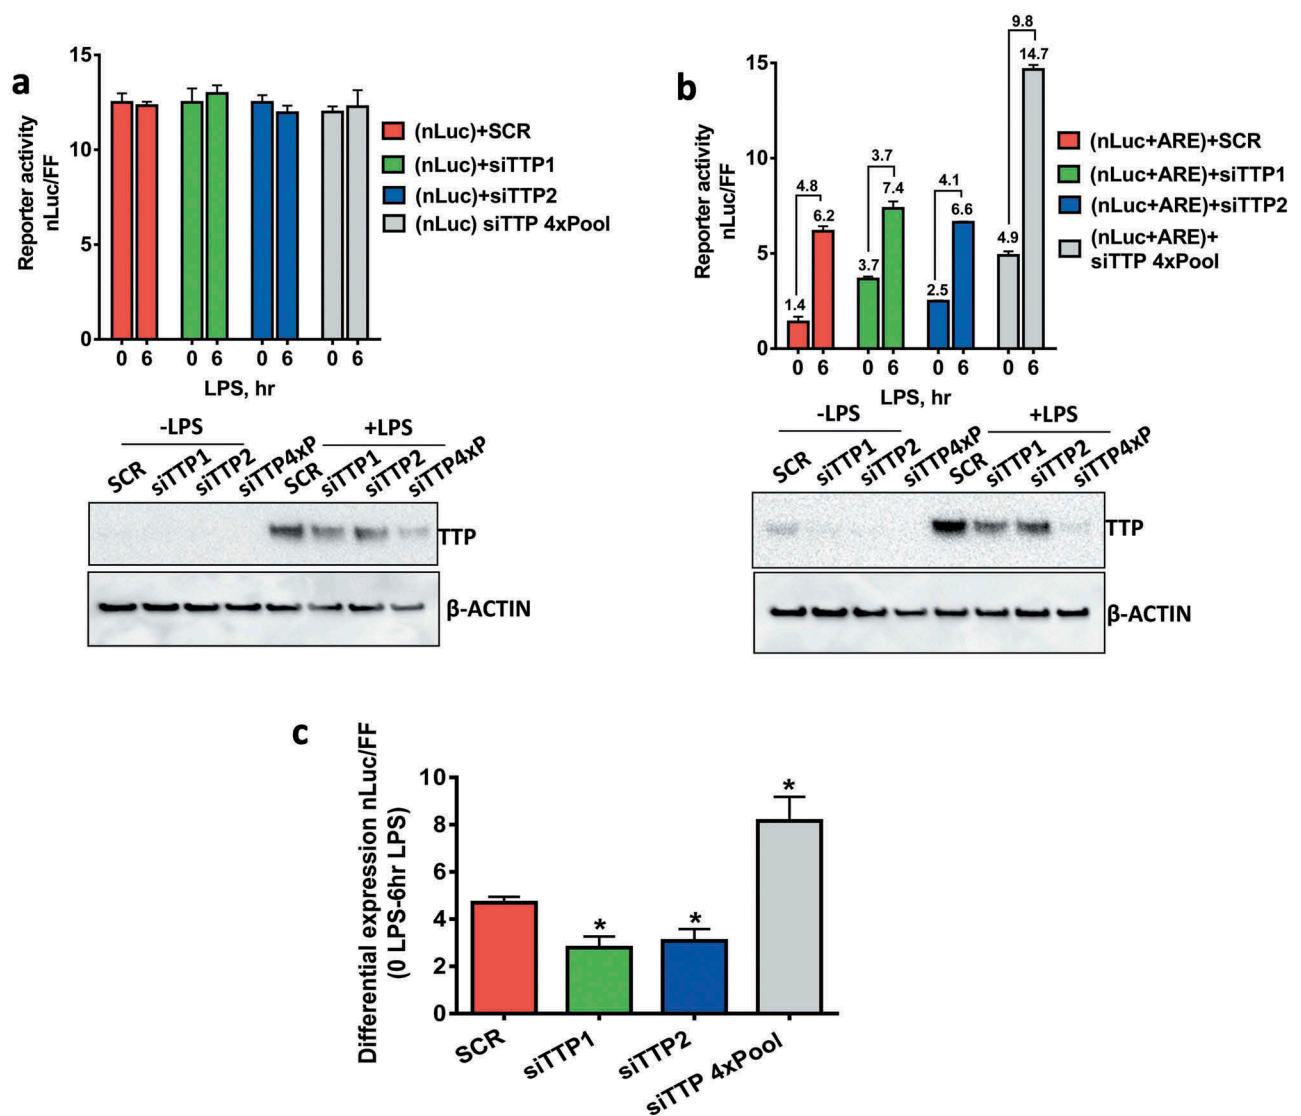 a
15
10
5
0
Reporter activity
nLuc/FF
0 6 0 6 0 6 0 6
LPS, hr
(nLuc)+SCR
(nLuc)+siTTP1
(nLuc)+siTTP2
(nLuc) siTTP 4xPool
-LPS
+LPS
SCR siTTP1 siTTP2 siTTP4xP SCR siTTP1 siTTP2 siTTP4xP
TTP
β-ACTIN
b
15
10
5
0
Reporter activity
nLuc/FF
4.8
1.4 6.2
3.7
3.7 7.4
4.1
2.5 6.6
9.8
4.9 14.7
0 6 0 6 0 6 0 6
LPS, hr
(nLuc+ARE)+SCR
(nLuc+ARE)+siTTP1
(nLuc+ARE)+siTTP2
(nLuc+ARE)+
siTTP 4xPool
-LPS
+LPS
SCR siTTP1 siTTP2 siTTP4xP SCR siTTP1 siTTP2 siTTP4xP
TTP
β-ACTIN
c
Differential expression nLuc/FF
(0 LPS-6hr LPS)
10
8
6
4
2
0
* * *
SCR siTTP1 siTTP2 siTTP 4xPool